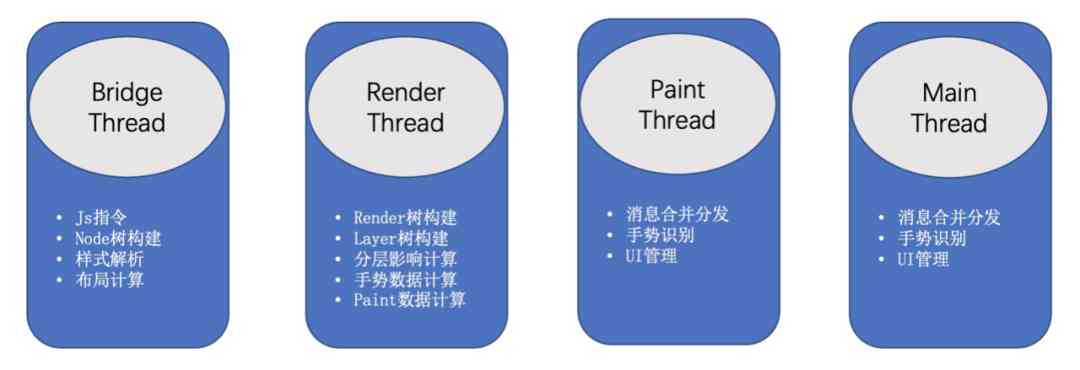 Bridge
Thread
• Js指令
• Node树构建
• 样式解析
• 布局计算
Render
Thread
• Render树构建
• Layer树构建
• 分层影响计算
• 手势数据计算
• Paint数据计算
Paint
Thread
• 消息合并分发
• 手势识别
• UI管理
Main
Thread
• 消息合并分发
• 手势识别
• UI管理